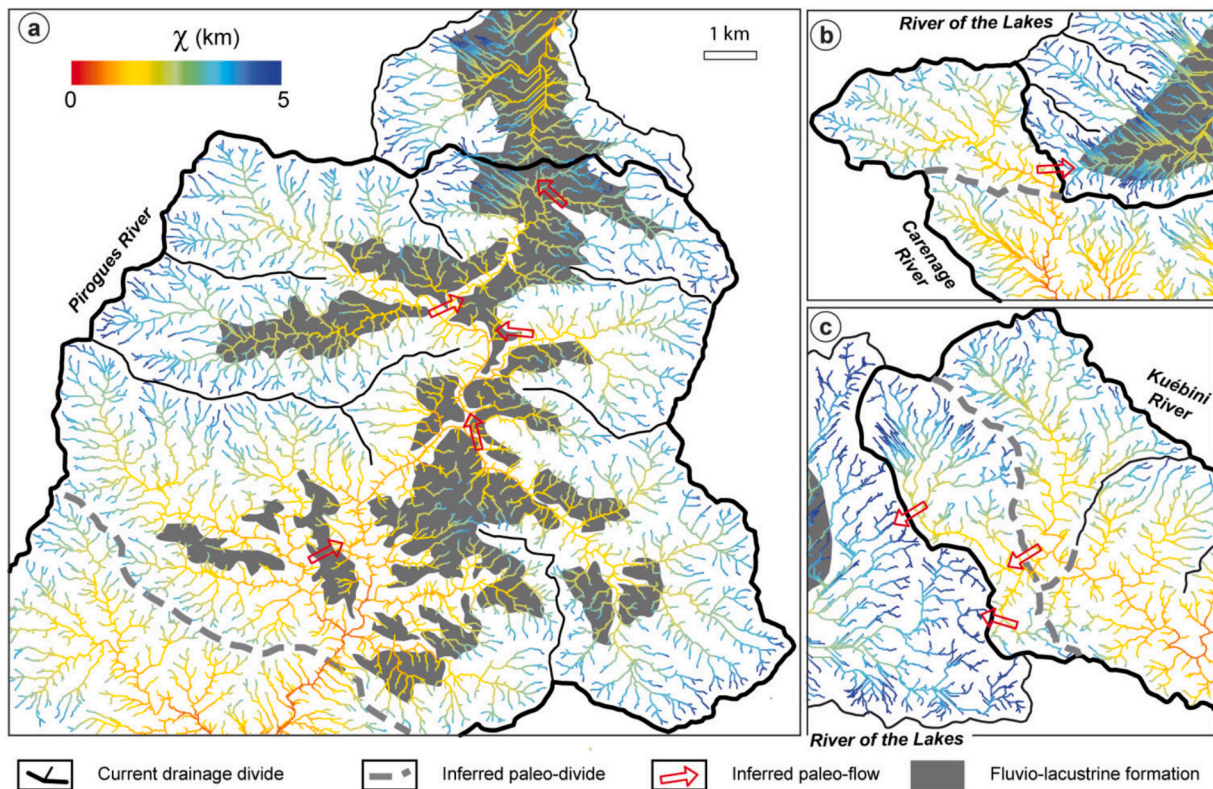 a
χ (km)
0
5
1 km
Pirogues River
b
River of the Lakes
Carenage
River
c
Kuébini
River
River of the Lakes
Current drainage divide
Inferred paleo-divide
Inferred paleo-flow
Fluvio-lacustrine formation